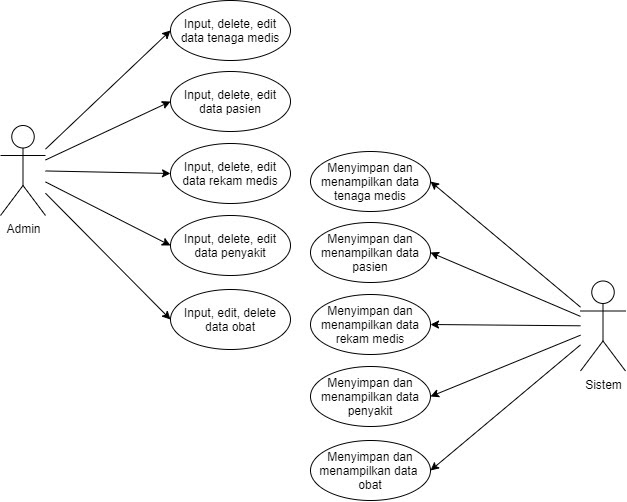 Input, delete, edit
data tenaga medis
Input, delete, edit
data pasien
Input, delete, edit
data rekam medis
Input, delete, edit
data penyakit
Input, edit, delete
data obat
Admin
Menyimpan dan
menampilkan data
tenaga medis
Menyimpan dan
menampilkan data
pasien
Menyimpan dan
menampilkan data
rekam medis
Menyimpan dan
menampilkan data
penyakit
Menyimpan dan
menampilkan data
obat
Sistem